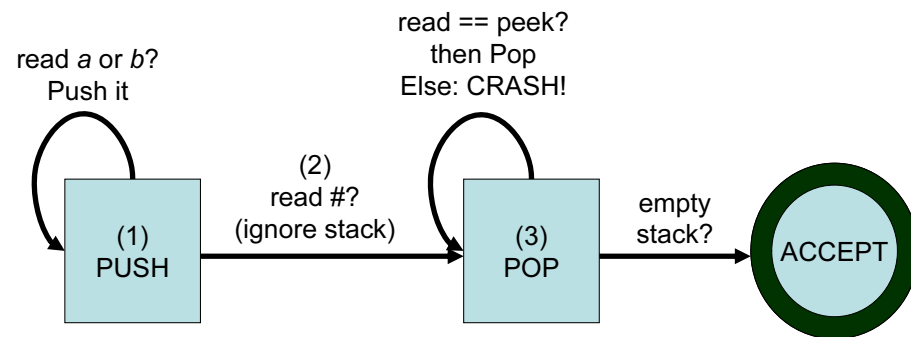 read a or b?
Push it
(1)
PUSH
(2)
read #?
(ignore stack)
read == peek?
then Pop
Else: CRASH!
(3)
POP
empty
stack?
ACCEPT